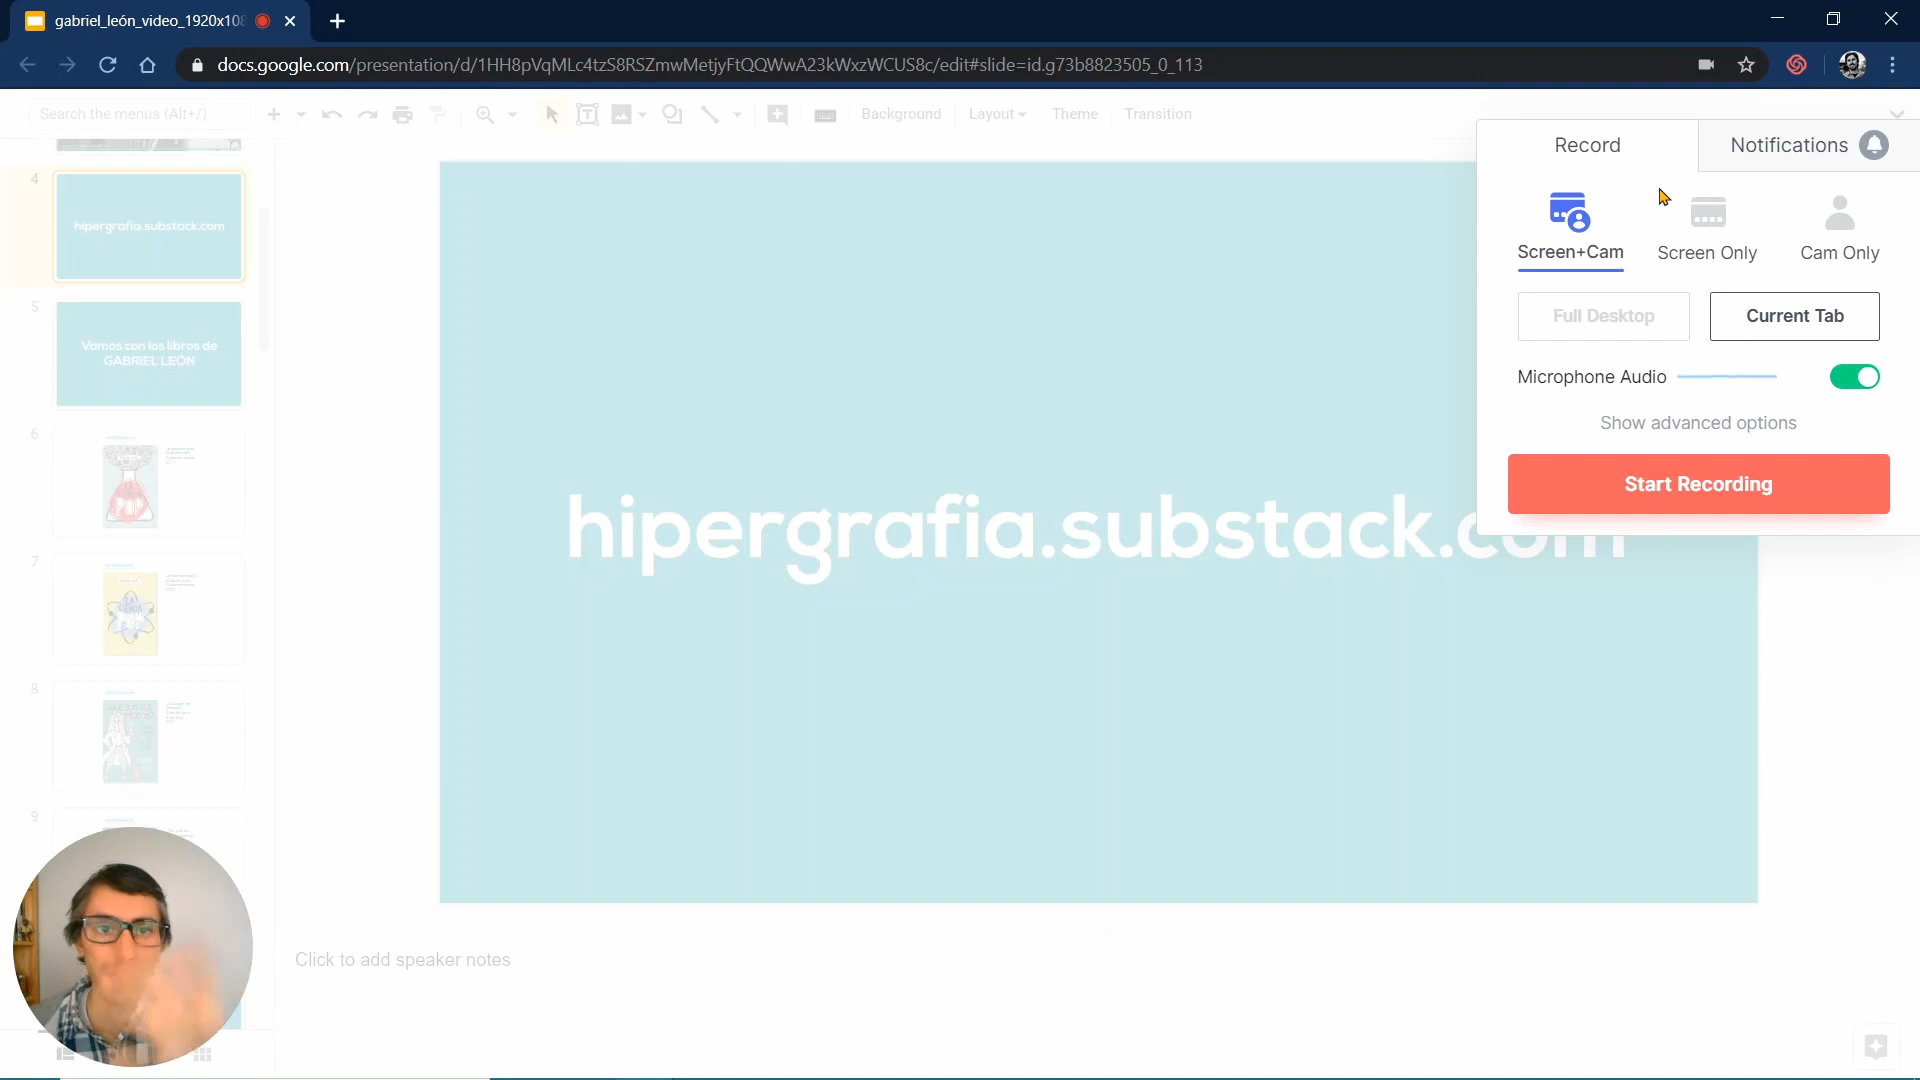 gabriel_león_video_1920x108
docs.google.com/presentation/d/1HH8pVqMLc4tzS8RSZmwMetjyFtQQWwA23kWxzWCUS8c/edit#slide=id.g73b8823505_0_113
Search the menus (Alt+/)
Background
Layout
Theme
Transition
Record
Notifications
Screen+Cam
Screen Only
Cam Only
Full Desktop
Current Tab
Microphone Audio
Show advanced options
Start Recording
4
hipergrafia.substack.com
5
Vamos con los libros de
GABRIEL LEÓN
6
POP
7
8
9
hipergrafia.substack.com
Click to add speaker notes